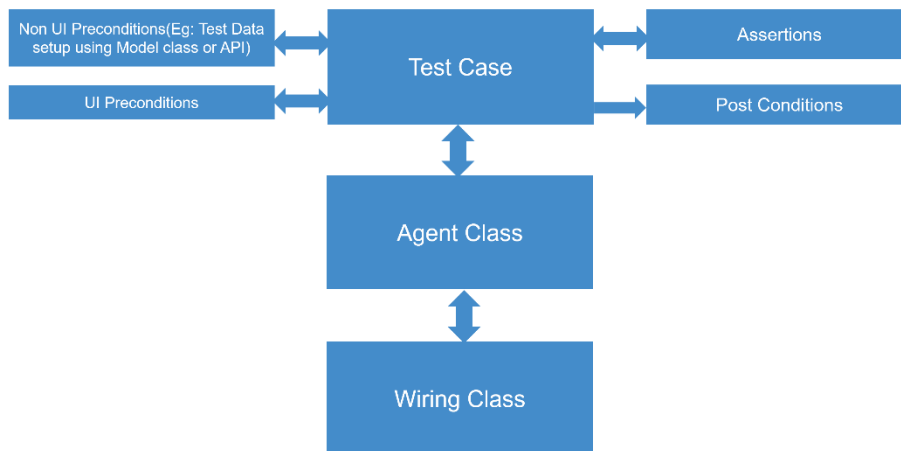 Non UI Preconditions(Eg: Test Data
setup using Model class or API)
UI Preconditions
Test Case
Assertions
Post Conditions
Agent Class
Wiring Class